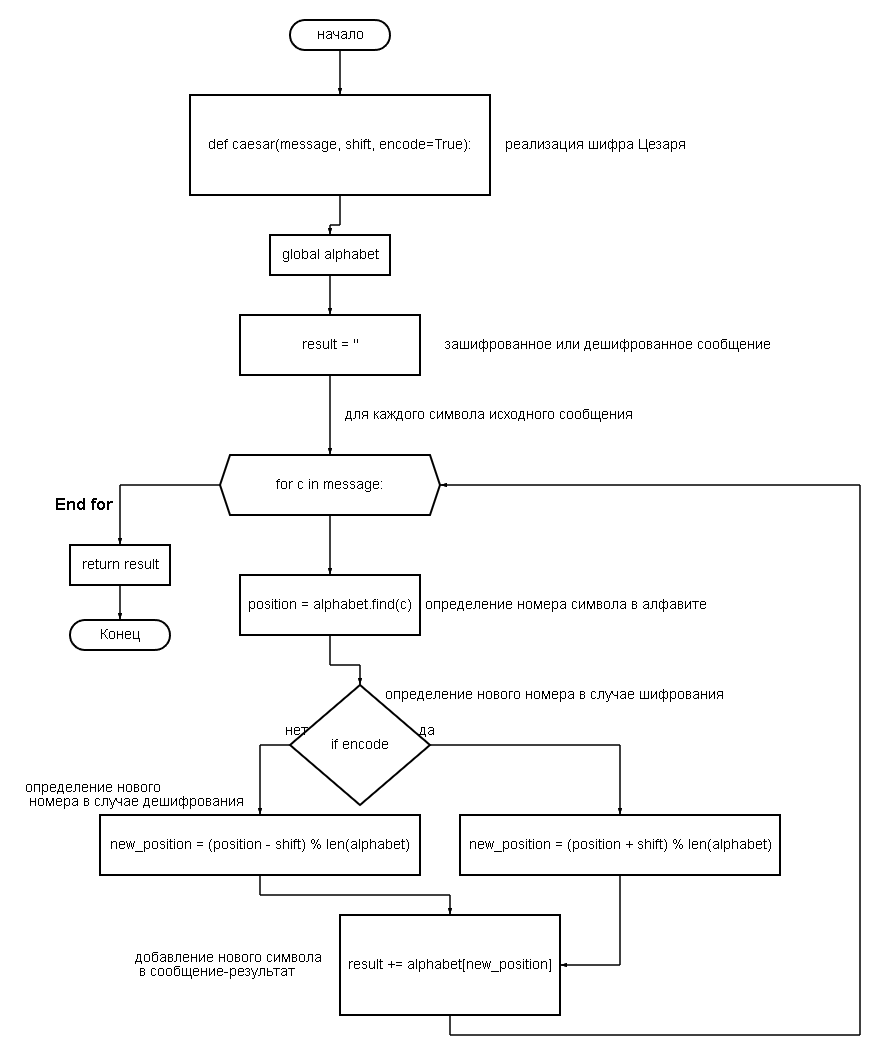 начало
def caesar(message, shift, encode=True):
реализация шифра Цезаря
global alphabet
result = ''
зашифрованное или дешифрованное сообщение
для каждого символа исходного сообщения
for c in message:
End for
return result
Конец
position = alphabet.find(c)
определение номера символа в алфавите
определение нового номера в случае шифрования
нет
да
if encode
определение нового
номера в случае дешифрования
new_position = (position - shift) % len(alphabet)
new_position = (position + shift) % len(alphabet)
добавление нового символа
в сообщение-результат
result += alphabet[new_position]